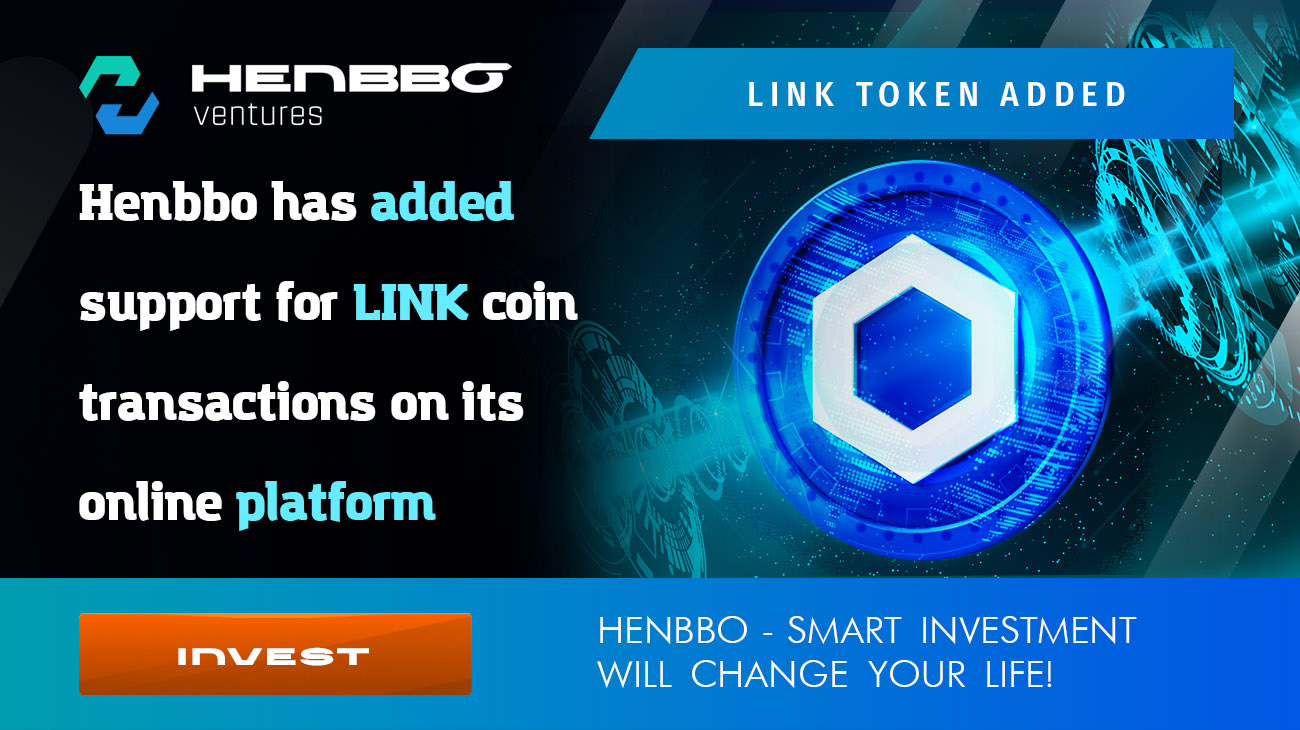 HENBBO
ventures
LINK TOKEN ADDED
Henbbo has added
support for LINK coin
transactions on its
online platform
INVEST
HENBBO - SMART INVESTMENT
WILL CHANGE YOUR LIFE!